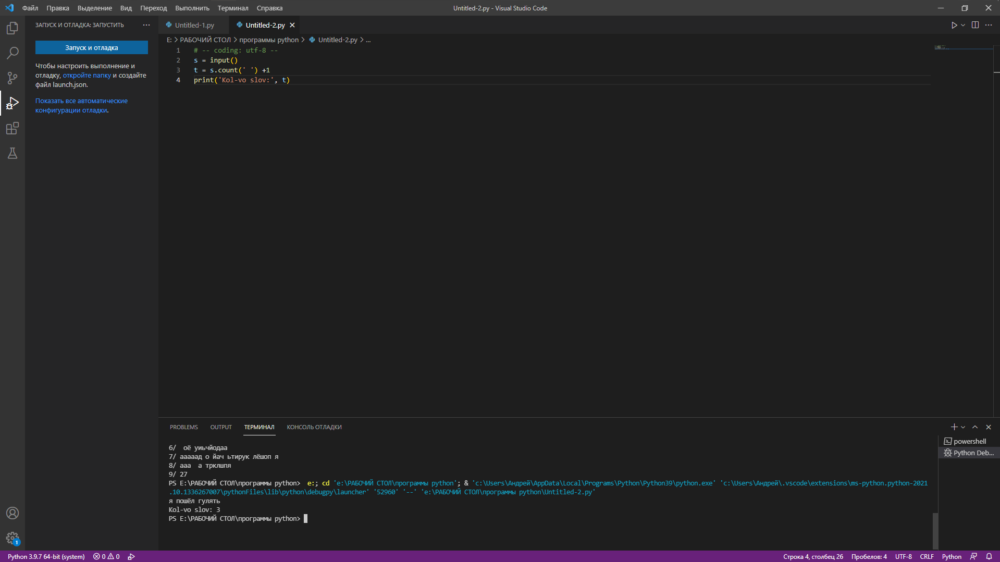 Файл Правка Выделение Вид Переход Выполнить Терминал Справка
Untitled-2.py - Visual Studio Code
ЗАПУСК И ОТЛАДКА: ЗАПУСТИТЬ
Запуск и отладка
Чтобы настроить выполнение и
отладку, откройте папку и создайте
файл launch.json.
Показать все автоматические
конфигурации отладки.
Untitled-1.py Untitled-2.py
E: > РАБОЧИЙ СТОЛ > программы python > Untitled-2.py > ...
1 # -- coding: utf-8 --
2 s = input()
3 t = s.count(' ') +1
4 print('Kol-vo slov:', t)
PROBLEMS OUTPUT ТЕРМИНАЛ КОНСОЛЬ ОТЛАДКИ
6/  оё уиьчйодаа
7/ аааaад о йач ьтирук лёшоп я
8/ ааа  а трклшпя
9/ 27
PS E:\РАБОЧИЙ СТОЛ\программы python>  e:; cd 'e:\РАБОЧИЙ СТОЛ\программы python'; & 'c:\Users\Андрей\AppData\Local\Programs\Python\Python39\python.exe' 'c:\Users\Андрей\.vscode\extensions\ms-python.python-2021
.10.1336267007\pythonFiles\lib\python\debugpy\launcher' '52960' '--' 'e:\РАБОЧИЙ СТОЛ\программы python\Untitled-2.py'
я пошёл гулять
Kol-vo slov: 3
PS E:\РАБОЧИЙ СТОЛ\программы python>
powershell
Python Deb...
1
Python 3.9.7 64-bit (system) 0 0
Строка 4, столбец 26 Пробелов: 4 UTF-8 CRLF Python